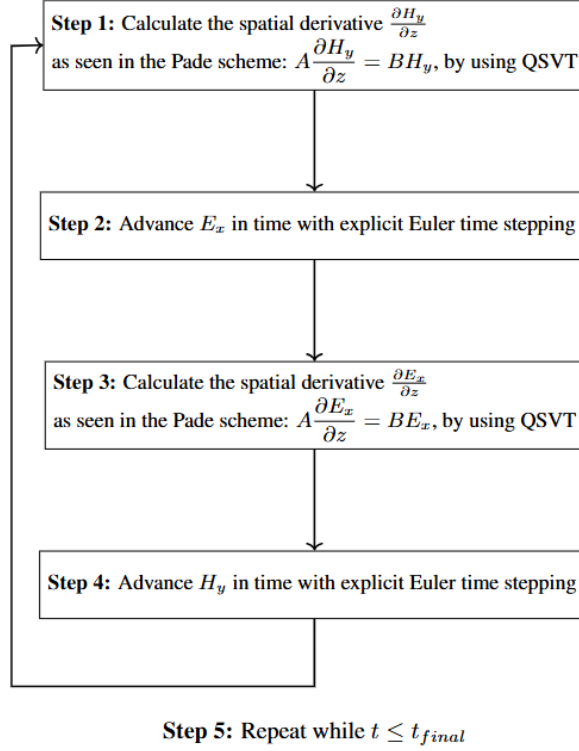 Step 1: Calculate the spatial derivative ∂H_y/∂z
as seen in the Pade scheme: A ∂H_y/∂z = BH_y, by using QSVT
Step 2: Advance E_x in time with explicit Euler time stepping
Step 3: Calculate the spatial derivative ∂E_x/∂z
as seen in the Pade scheme: A ∂E_x/∂z = BE_x, by using QSVT
Step 4: Advance H_y in time with explicit Euler time stepping
Step 5: Repeat while t ≤ t_final